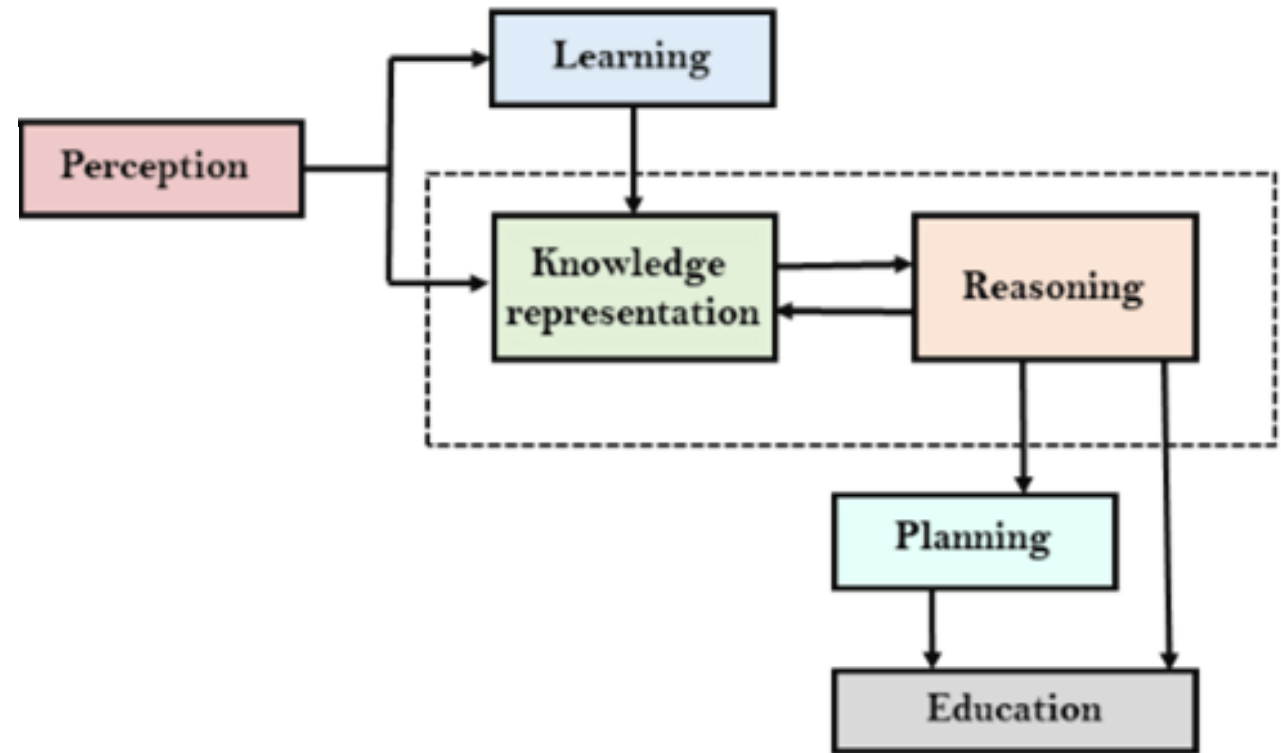 Learning
Perception
Knowledge
representation
Reasoning
Planning
Education